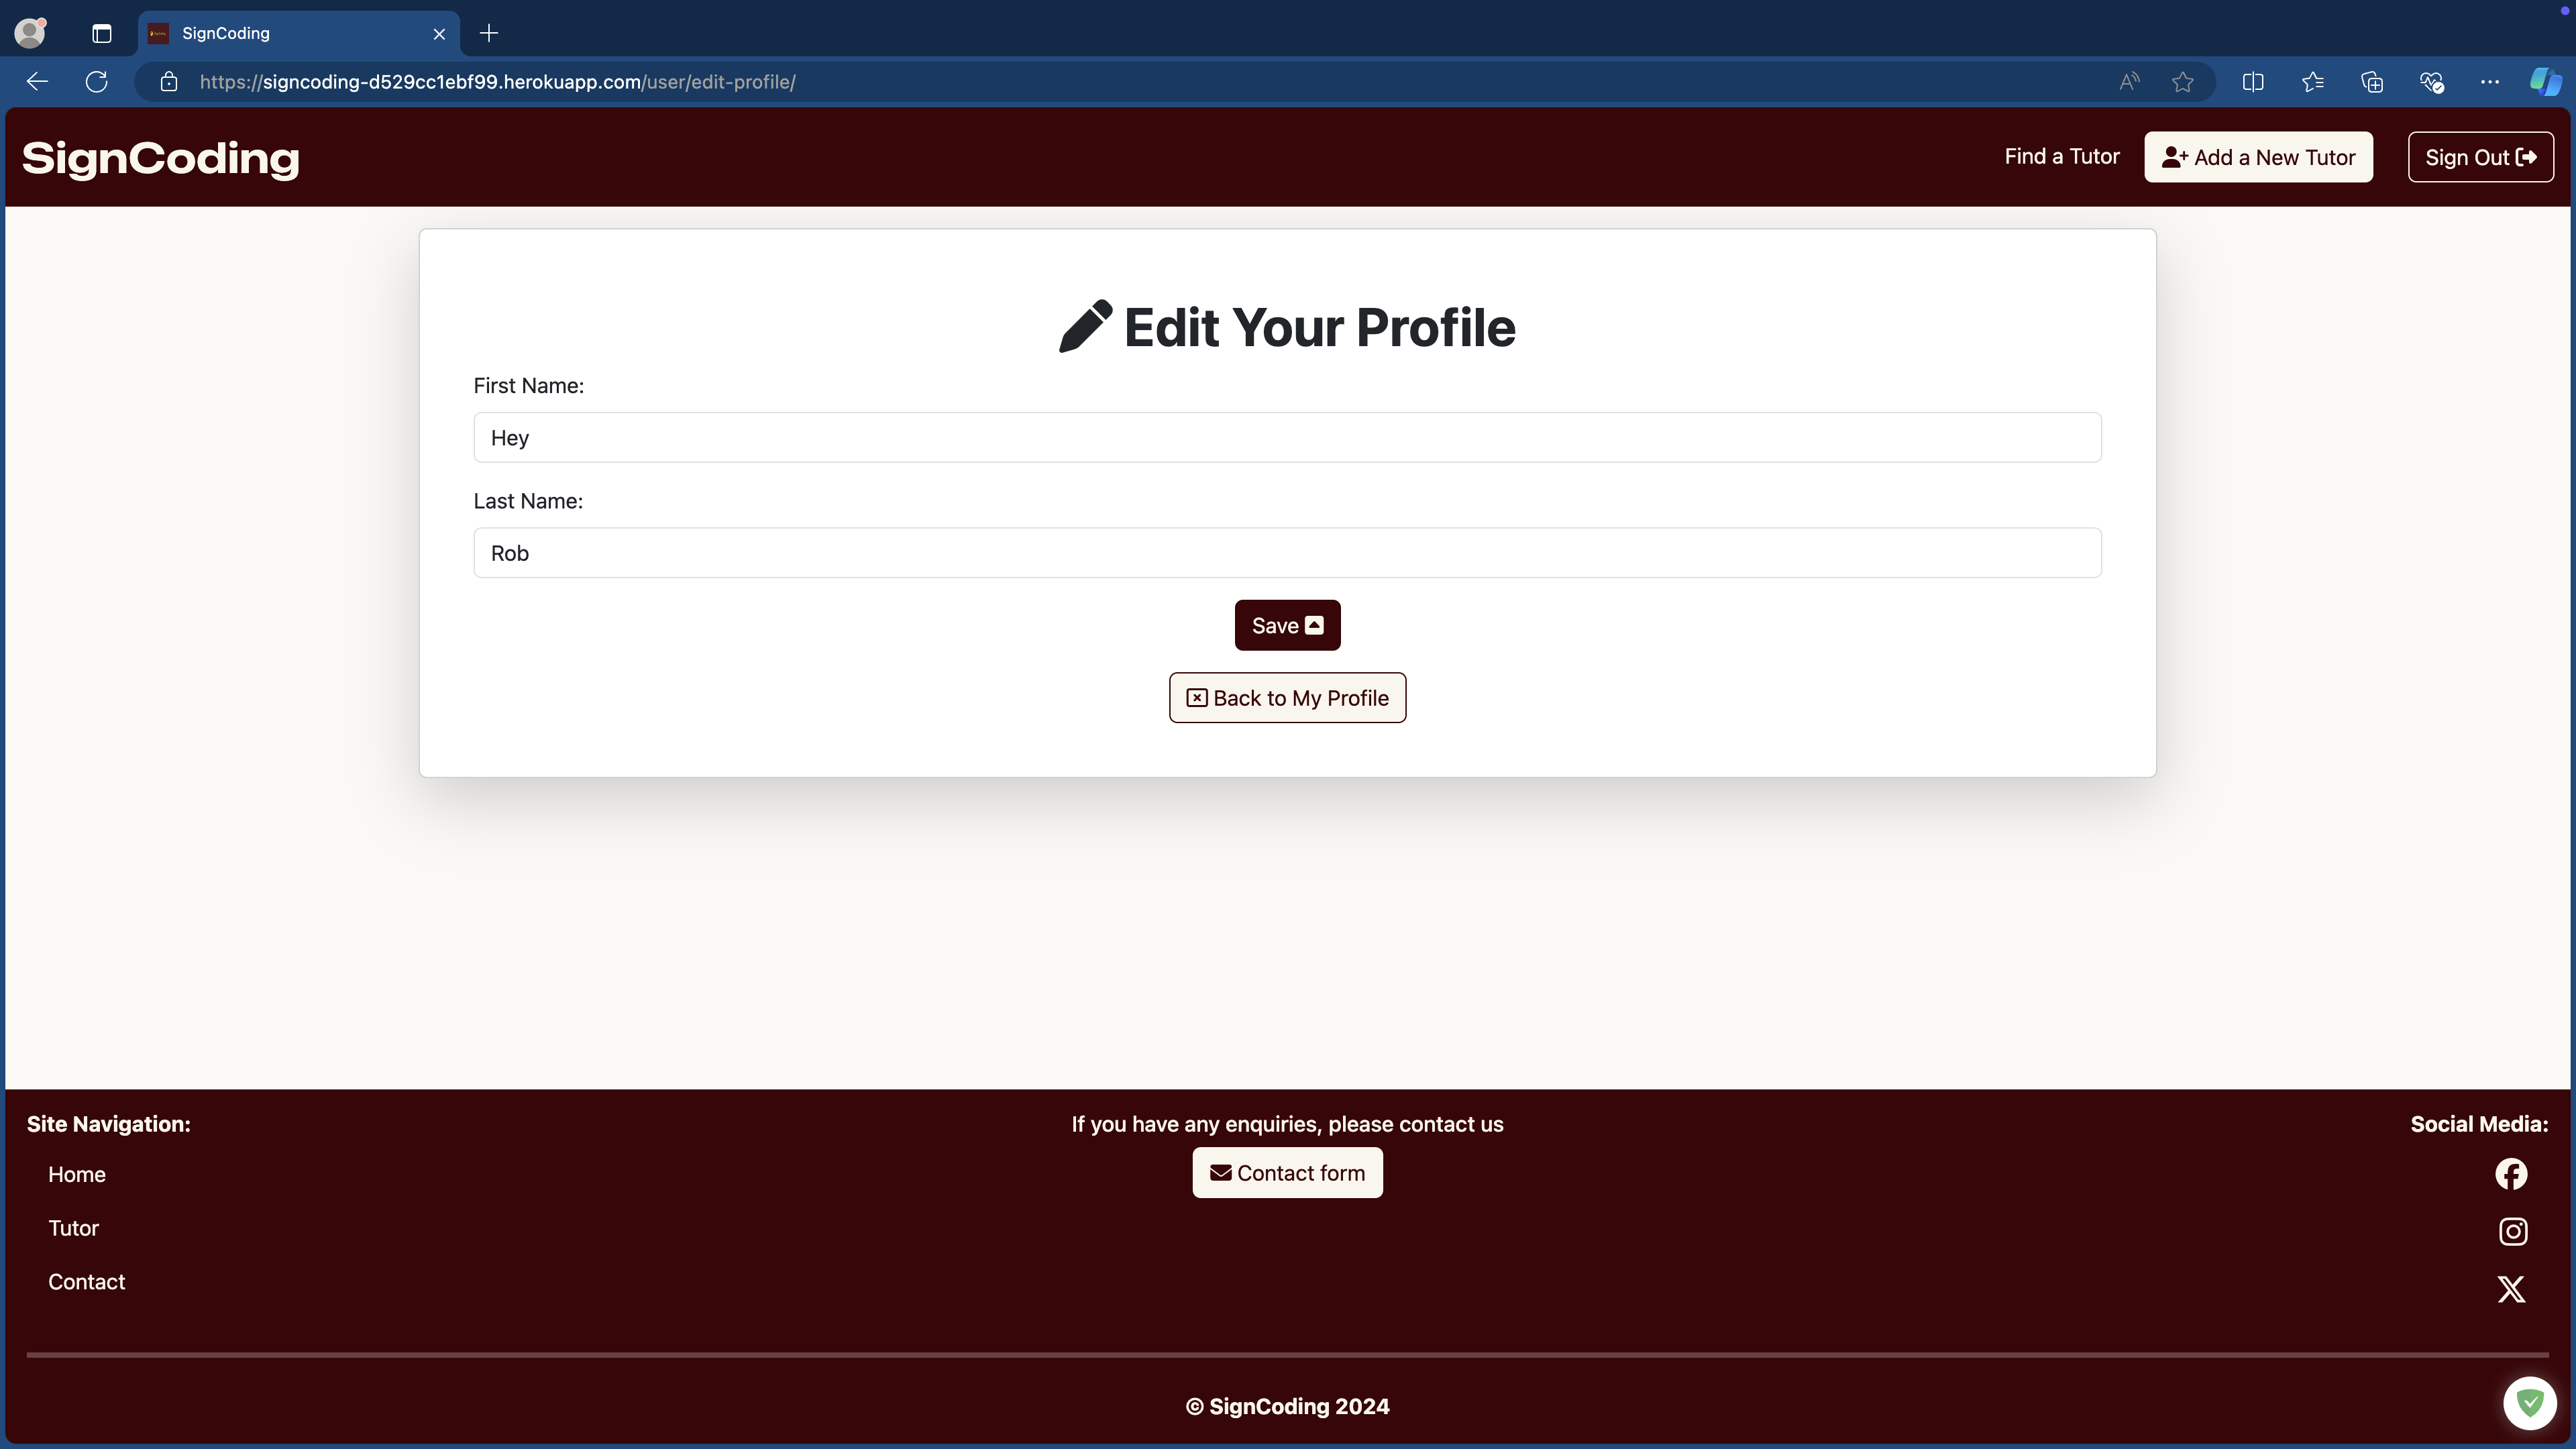 SignCoding
https://signcoding-d529cc1ebf99.herokuapp.com/user/edit-profile/
SignCoding
Find a Tutor
Add a New Tutor
Sign Out
Edit Your Profile
First Name:
Hey
Last Name:
Rob
Save
Back to My Profile
Site Navigation:
Home
Tutor
Contact
If you have any enquiries, please contact us
Contact form
Social Media:
© SignCoding 2024